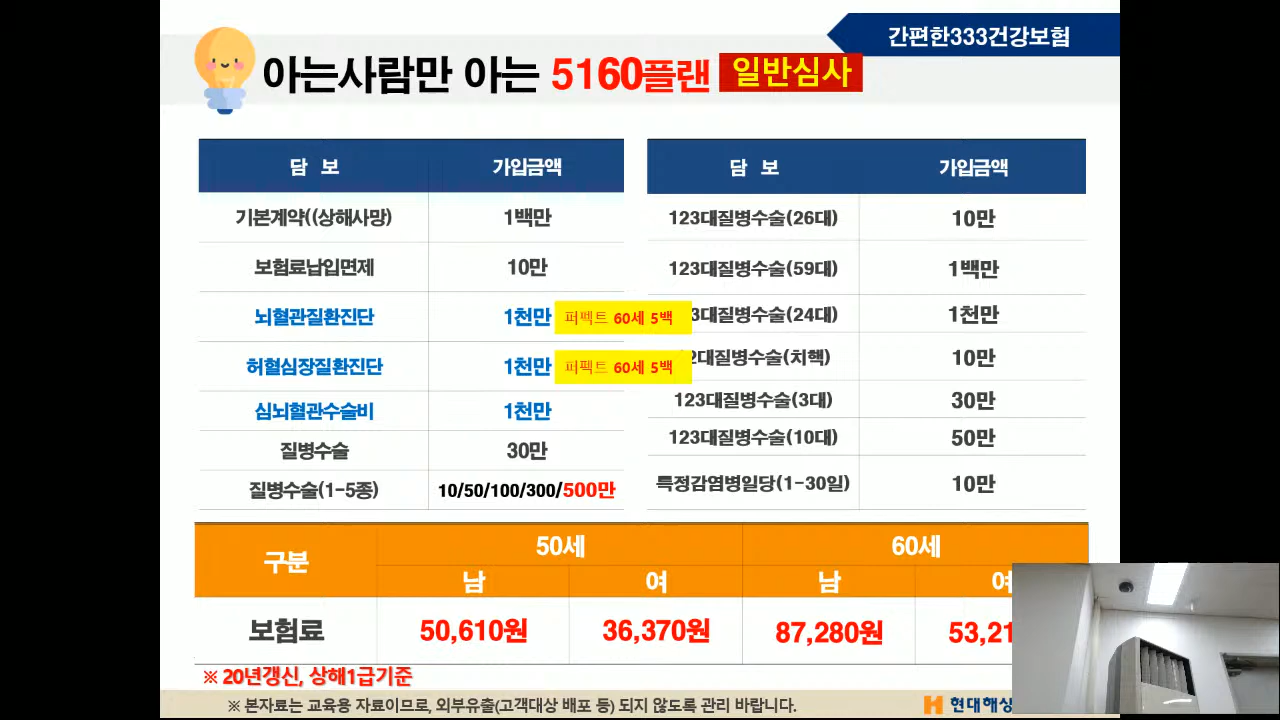 간편한333건강보험
아는사람만 아는 5160플랜 일반심사
담 보 가입금액
기본계약((상해사망) 1백만
보험료납입면제 10만
뇌혈관질환진단 1천만 퍼펙트 60세 5백
허혈심장질환진단 1천만 퍼펙트 60세 5백
심뇌혈관수술비 1천만
질병수술 30만
질병수술(1-5종) 10/50/100/300/500만
담 보 가입금액
123대질병수술(26대) 10만
123대질병수술(59대) 1백만
3대질병수술(24대) 1천만
2대질병수술(치핵) 10만
123대질병수술(3대) 30만
123대질병수술(10대) 50만
특정감염병일당(1-30일) 10만
구분 50세 60세
남 여 남 여
보험료 50,610원 36,370원 87,280원 53,21
※ 20년갱신, 상해1급기준
※ 본자료는 교육용 자료이므로, 외부유출(고객대상 배포 등) 되지 않도록 관리 바랍니다.
현대해상